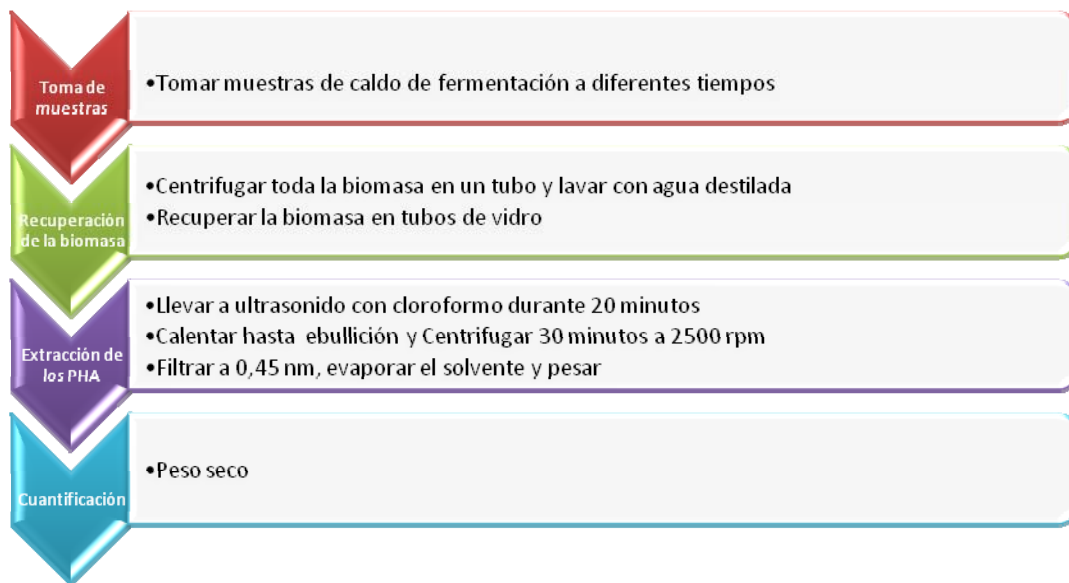 Toma de
muestras
•Tomar muestras de caldo de fermentación a diferentes tiempos
Recuperación
de la biomasa
•Centrifugar toda la biomasa en un tubo y lavar con agua destilada
•Recuperar la biomasa en tubos de vidro
Extracción de
los PHA
•Llevar a ultrasonido con cloroformo durante 20 minutos
•Calentar hasta ebullición y Centrifugar 30 minutos a 2500 rpm
•Filtrar a 0,45 nm, evaporar el solvente y pesar
Cuantificación
•Peso seco